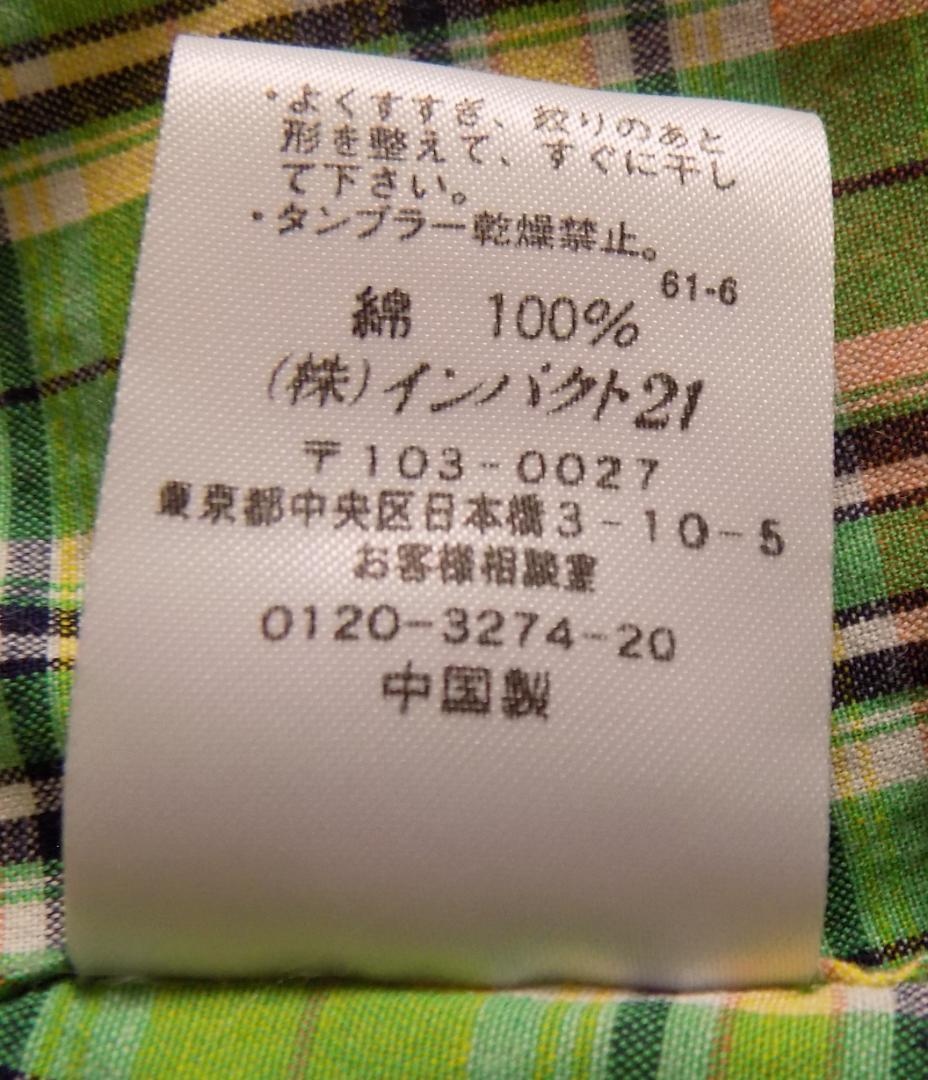 ・よくすすぎ、絞りのあと
形を整えて、すぐに干し
て下さい。
・タンブラー乾燥禁止。
61-6
綿　100%
(株)インパクト21
〒103-0027
東京都中央区日本橋3-10-5
お客様相談室
0120-3274-20
中国製